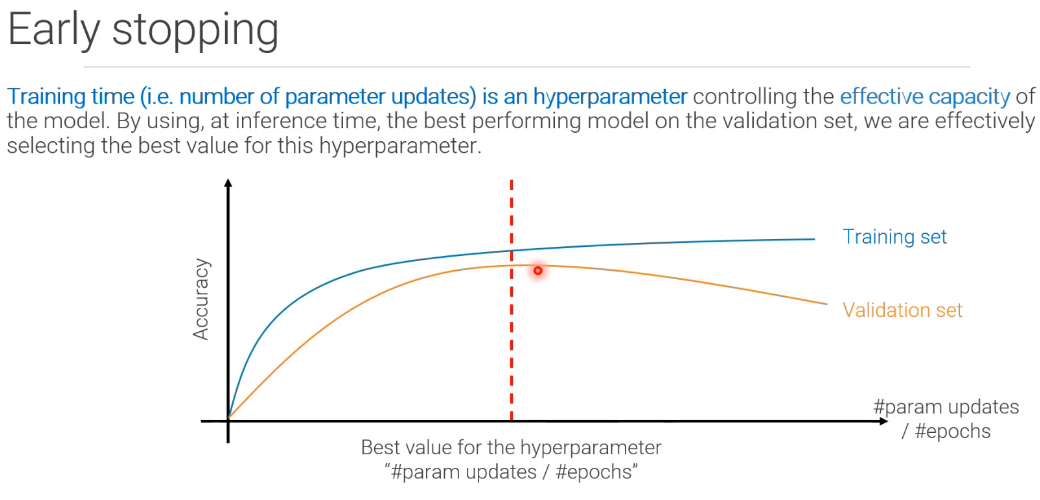 Early stopping
Training time (i.e. number of parameter updates) is an hyperparameter controlling the effective capacity of
the model. By using, at inference time, the best performing model on the validation set, we are effectively
selecting the best value for this hyperparameter.
Accuracy
Training set
Validation set
#param updates
/ #epochs
Best value for the hyperparameter
“#param updates / #epochs”